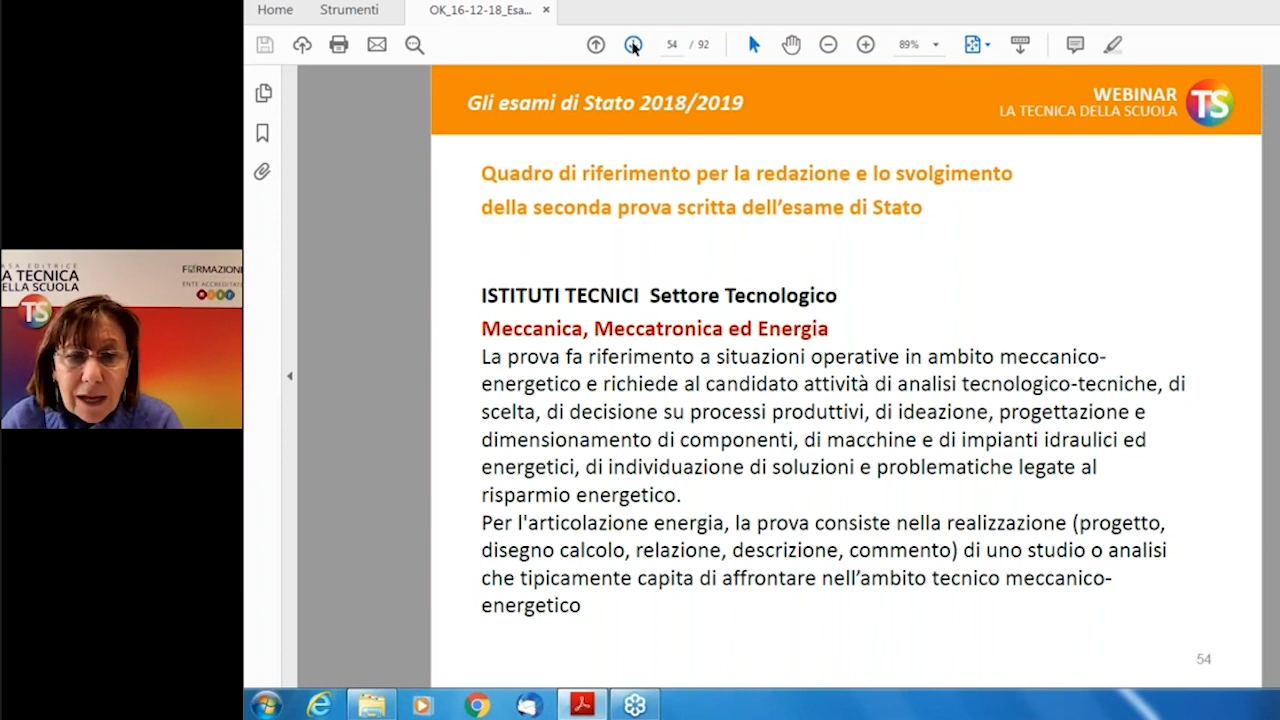 Home Strumenti OK_16-12-18_Esa... ×
54 / 92 89%
Gli esami di Stato 2018/2019
WEBINAR
LA TECNICA DELLA SCUOLA
TS
Quadro di riferimento per la redazione e lo svolgimento
della seconda prova scritta dell’esame di Stato
ISTITUTI TECNICI Settore Tecnologico
Meccanica, Meccatronica ed Energia
La prova fa riferimento a situazioni operative in ambito meccanico-
energetico e richiede al candidato attività di analisi tecnologico-tecniche, di
scelta, di decisione su processi produttivi, di ideazione, progettazione e
dimensionamento di componenti, di macchine e di impianti idraulici ed
energetici, di individuazione di soluzioni e problematiche legate al
risparmio energetico.
Per l'articolazione energia, la prova consiste nella realizzazione (progetto,
disegno calcolo, relazione, descrizione, commento) di uno studio o analisi
che tipicamente capita di affrontare nell’ambito tecnico meccanico-
energetico
54
ASA EDITRICE
A TECNICA
ELLA SCUOLA
TS
FORMAZIONE
ENTE ACCREDITAT